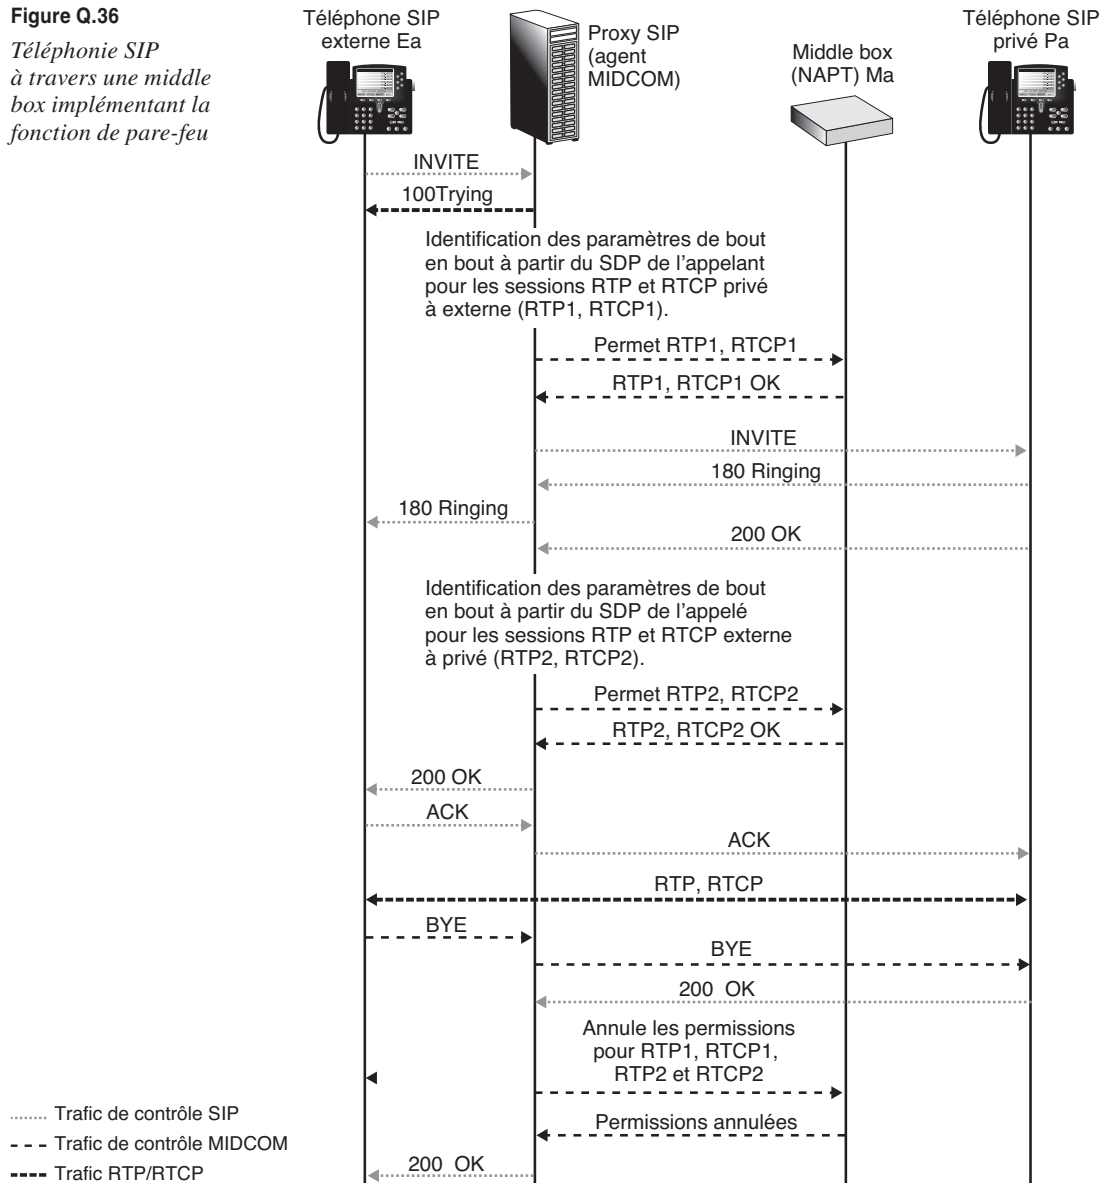 Figure Q.36
Téléphonie SIP
à travers une middle
box implémentant la
fonction de pare-feu
Téléphone SIP
externe Ea
Proxy SIP
(agent
MIDCOM)
Middle box
(NAPT) Ma
Téléphone SIP
privé Pa
INVITE
100Trying
Identification des paramètres de bout
en bout à partir du SDP de l'appelant
pour les sessions RTP et RTCP privé
à externe (RTP1, RTCP1).
Permet RTP1, RTCP1
RTP1, RTCP1 OK
INVITE
180 Ringing
180 Ringing
200 OK
Identification des paramètres de bout
en bout à partir du SDP de l'appelé
pour les sessions RTP et RTCP externe
à privé (RTP2, RTCP2).
Permet RTP2, RTCP2
RTP2, RTCP2 OK
200 OK
ACK
ACK
RTP, RTCP
BYE
BYE
200 OK
Annule les permissions
pour RTP1, RTCP1,
RTP2 et RTCP2
Permissions annulées
200 OK
Trafic de contrôle SIP
Trafic de contrôle MIDCOM
Trafic RTP/RTCP